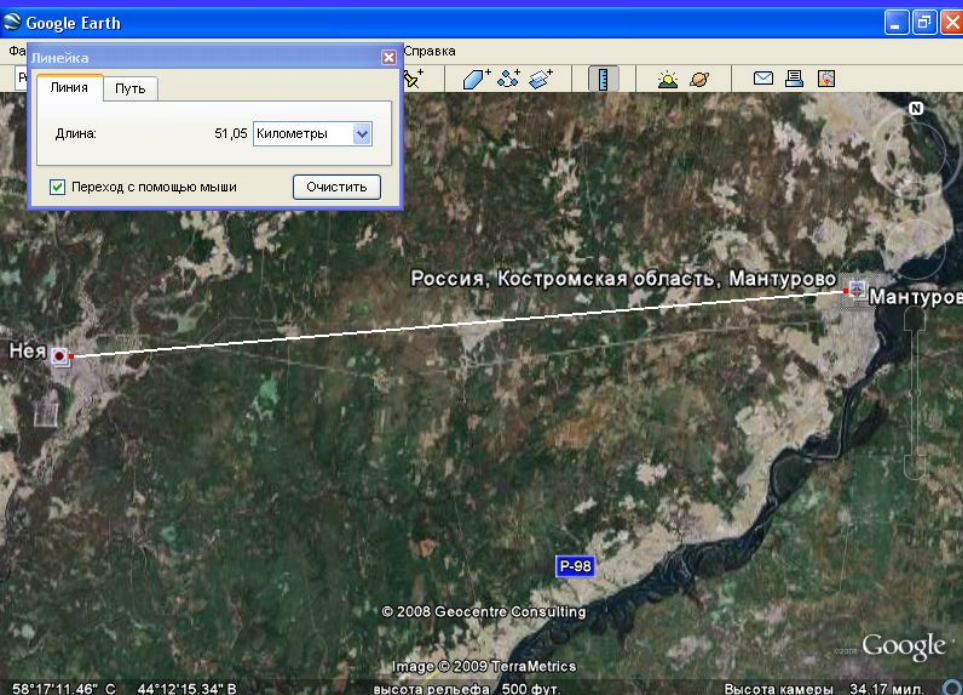 Google Earth
Фа
Справка
Линейка
Линия Путь
Длина: 51,05 Километры
Переход с помощью мыши Очистить
N
Россия, Костромская область, Мантурово
Мантуров
Нея
P-98
© 2008 Geocentre Consulting
©2009 Google
Image © 2009 TerraMetrics
58°17'11.46" С 44°12'15.34" В высота рельефа 500 фут. Высота камеры 34.17 мил.